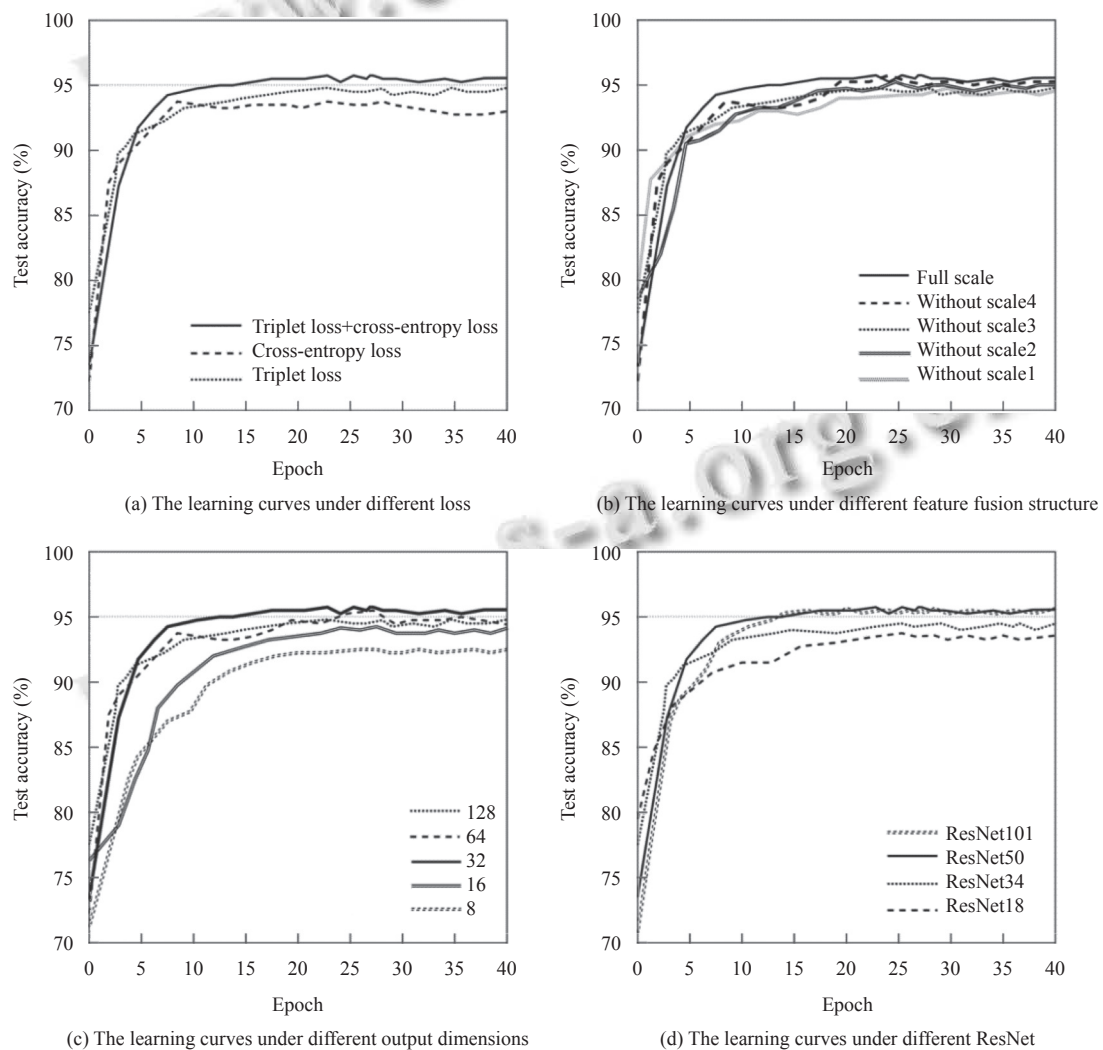 100
95
90
85
80
75
70
Test accuracy (%)
Triplet loss+cross-entropy loss
Cross-entropy loss
Triplet loss
0 5 10 15 20 25 30 35 40
Epoch
(a) The learning curves under different loss
100
95
90
85
80
75
70
Test accuracy (%)
Full scale
Without scale4
Without scale3
Without scale2
Without scale1
0 5 10 15 20 25 30 35 40
Epoch
(b) The learning curves under different feature fusion structure
100
95
90
85
80
75
70
Test accuracy (%)
128
64
32
16
8
0 5 10 15 20 25 30 35 40
Epoch
(c) The learning curves under different output dimensions
100
95
90
85
80
75
70
Test accuracy (%)
ResNet101
ResNet50
ResNet34
ResNet18
0 5 10 15 20 25 30 35 40
Epoch
(d) The learning curves under different ResNet
s-a.org.c